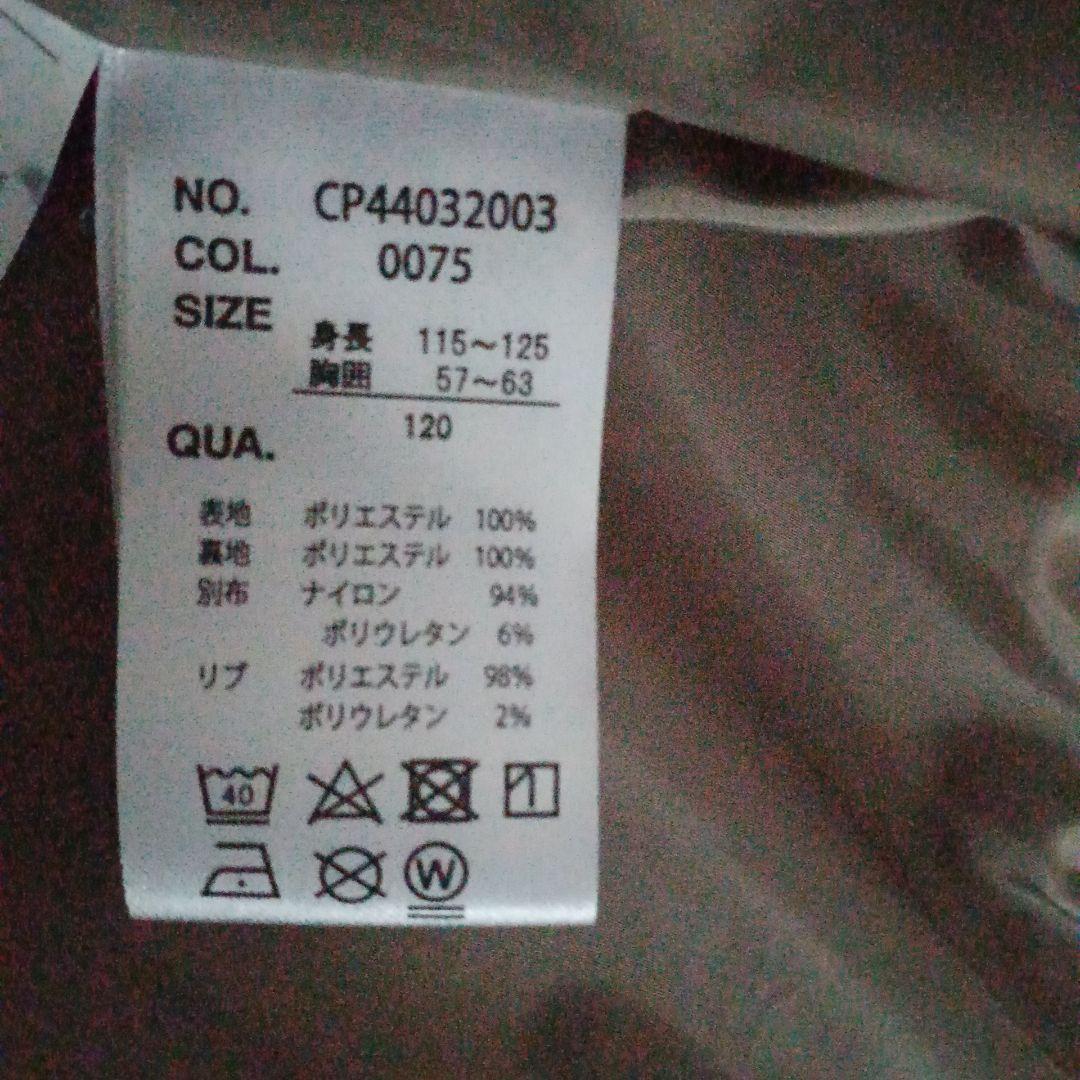 NO. CP44032003
COL. 0075
SIZE
身長 115～125
胸囲 57～63
120
QUA.
表地 ポリエステル 100%
裏地 ポリエステル 100%
別布 ナイロン 94%
ポリウレタン 6%
リブ ポリエステル 98%
ポリウレタン 2%
40
W